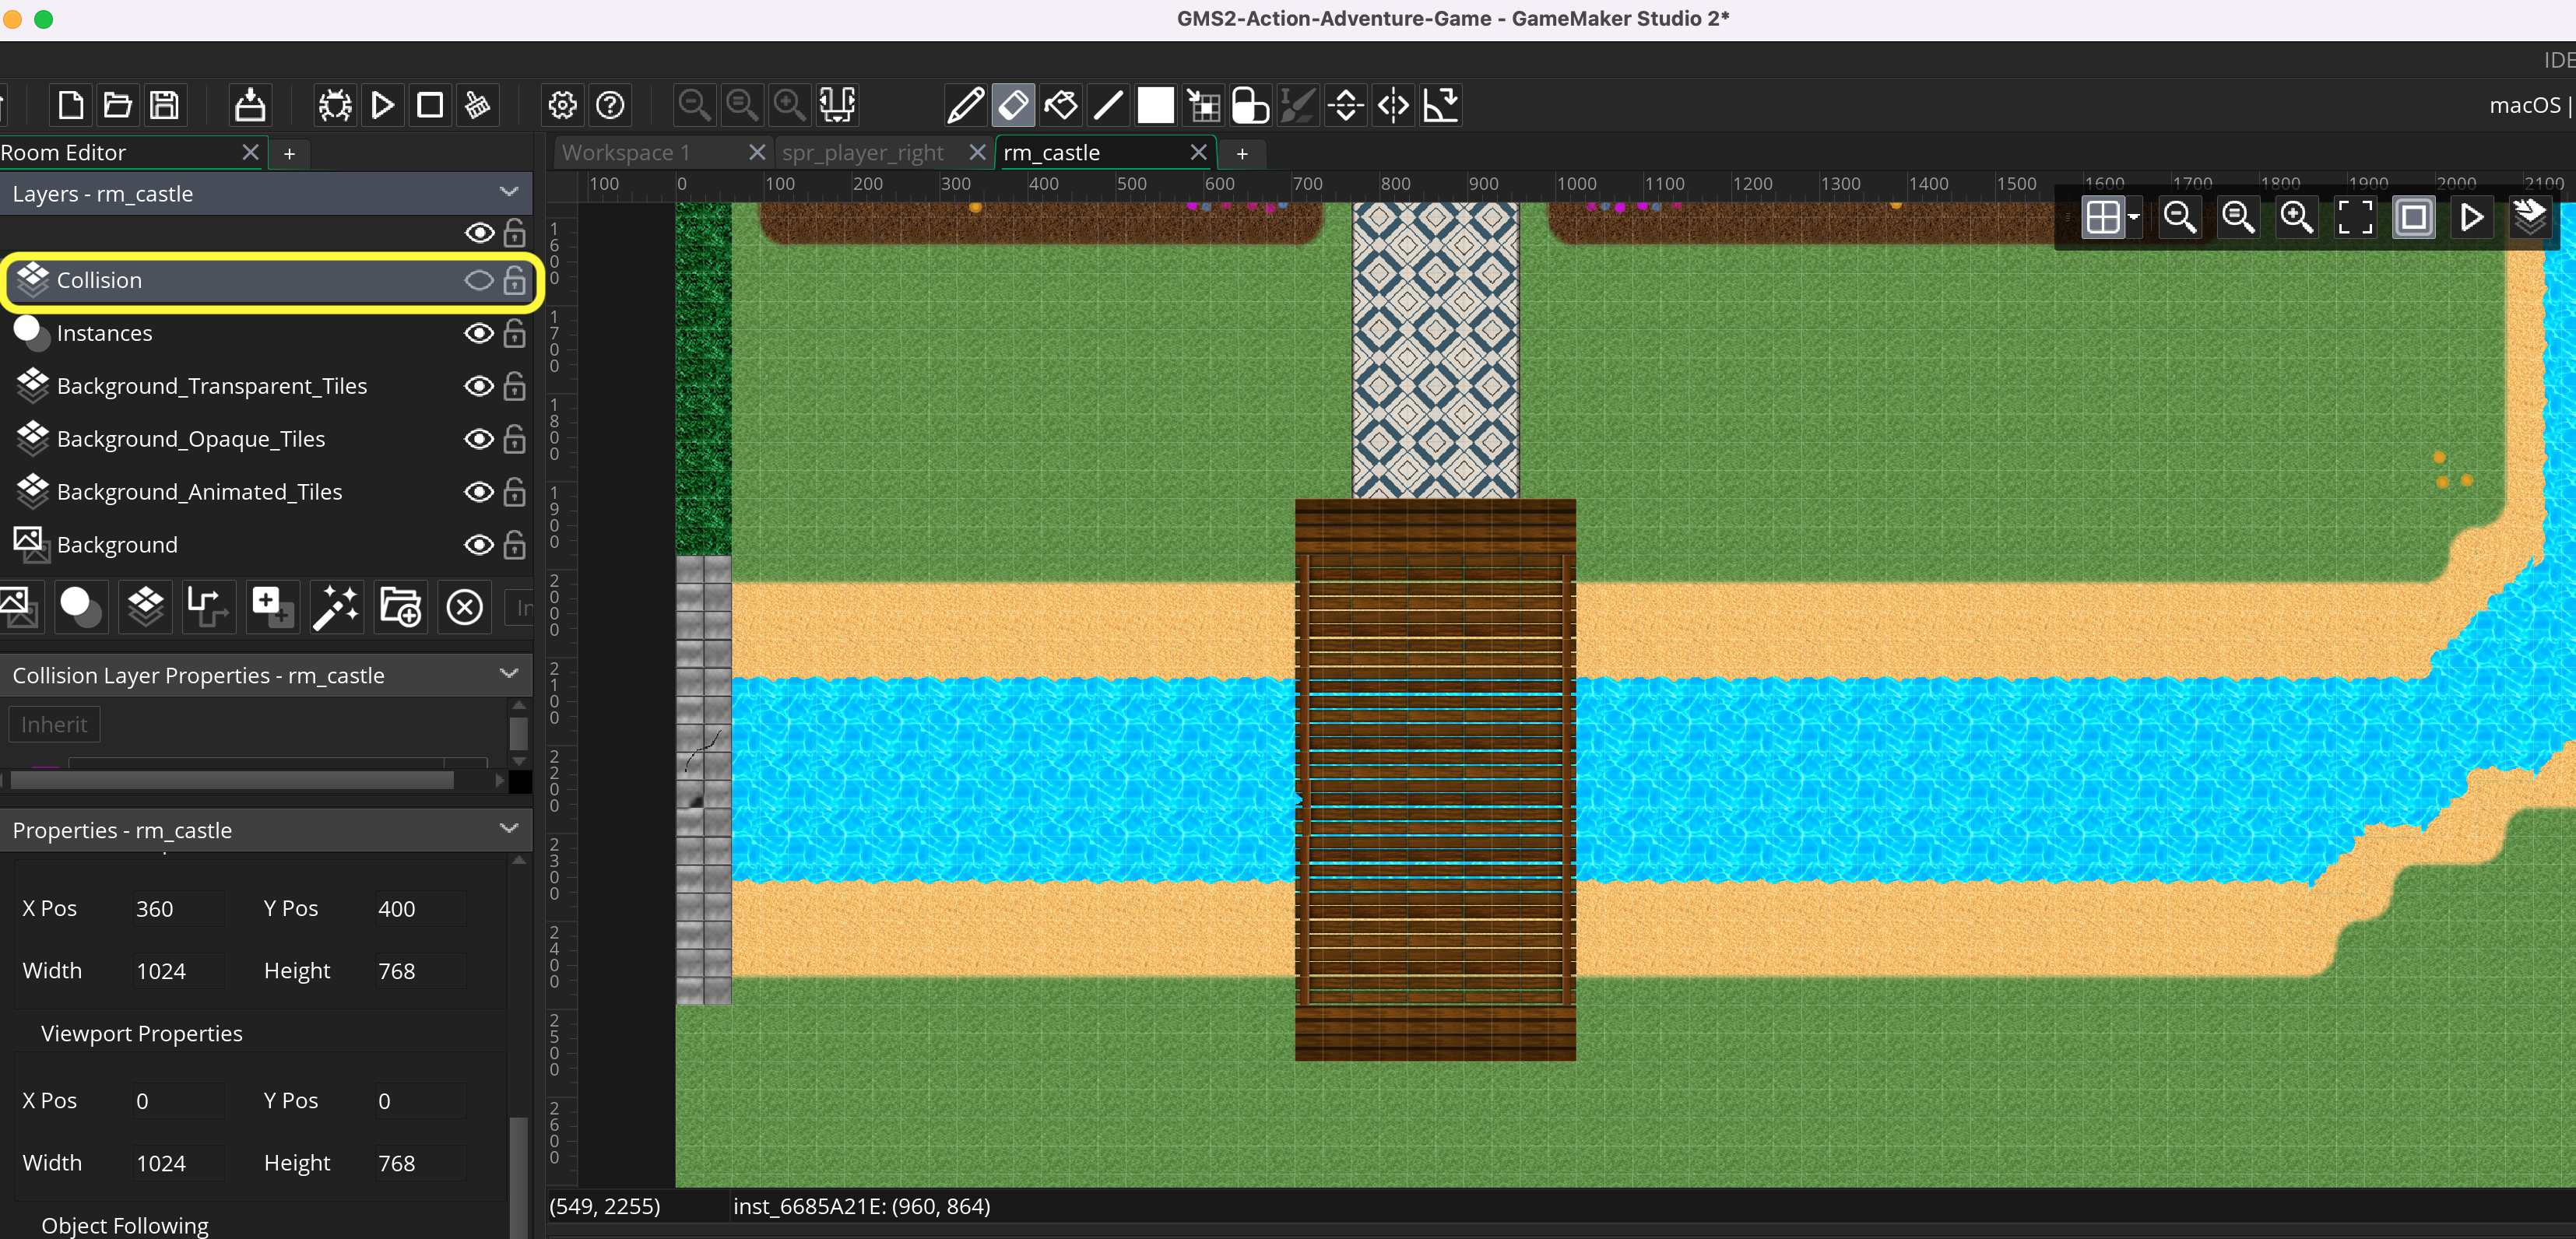 GMS2-Action-Adventure-Game - GameMaker Studio 2*
IDE
macOS |
Room Editor
+
Workspace 1
spr_player_right
rm_castle
+
Layers - rm_castle
100 0 100 200 300 400 500 600 700 800 900 1000 1100 1200 1300 1400 1500 1600 1700 1800 1900 2000 2100
Collision
Instances
Background_Transparent_Tiles
Background_Opaque_Tiles
Background_Animated_Tiles
Background
In
Collision Layer Properties - rm_castle
Inherit
Properties - rm_castle
X Pos 360 Y Pos 400
Width 1024 Height 768
Viewport Properties
X Pos 0 Y Pos 0
Width 1024 Height 768
Object Following
1600
1700
1800
1900
2000
2100
2200
2300
2400
2500
2600
(549, 2255) inst_6685A21E: (960, 864)